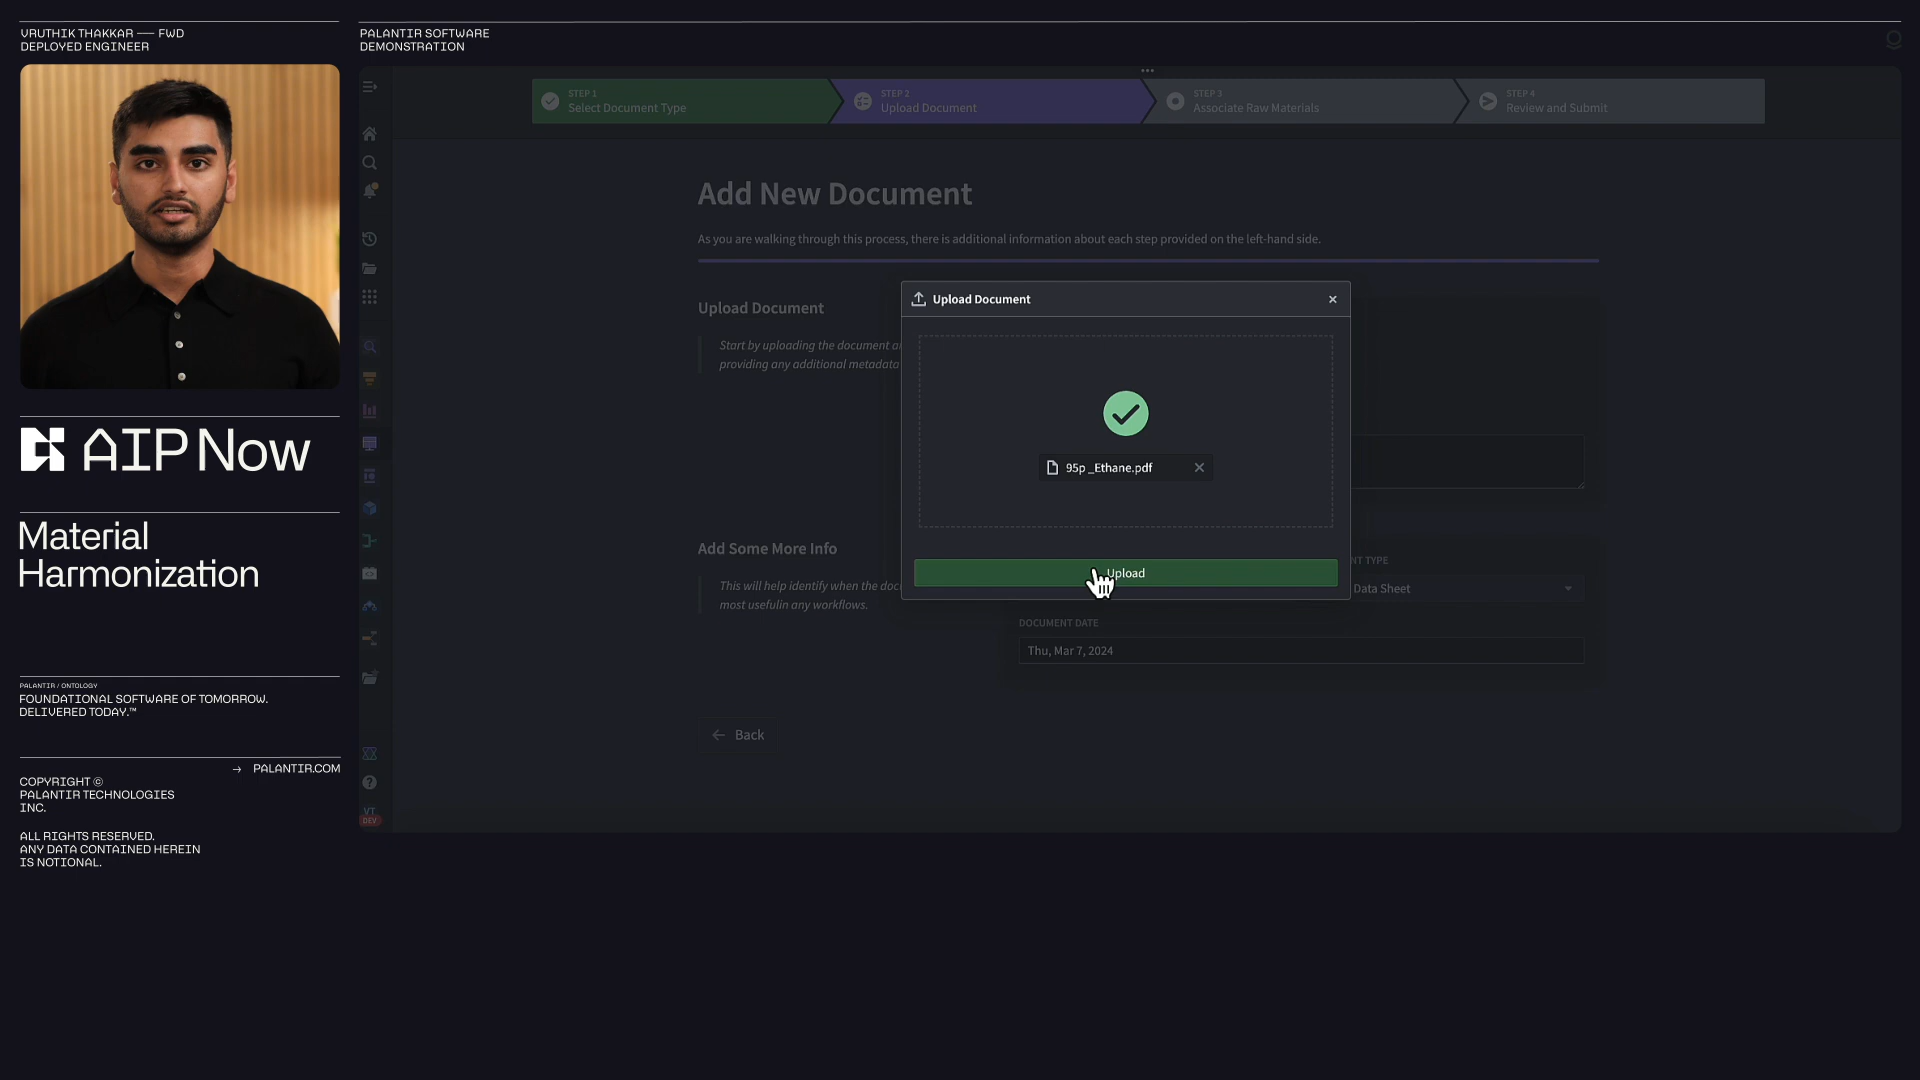 VRUTHIK THAKKAR — FWD
DEPLOYED ENGINEER
AIP Now
Material
Harmonization
PALANTIR / ONTOLOGY
FOUNDATIONAL SOFTWARE OF TOMORROW.
DELIVERED TODAY.™
→ PALANTIR.COM
COPYRIGHT ©
PALANTIR TECHNOLOGIES
INC.
ALL RIGHTS RESERVED.
ANY DATA CONTAINED HEREIN
IS NOTIONAL.
PALANTIR SOFTWARE
DEMONSTRATION
STEP 1
Select Document Type
STEP 2
Upload Document
STEP 3
Associate Raw Materials
STEP 4
Review and Submit
Add New Document
As you are walking through this process, there is additional information about each step provided on the left-hand side.
Upload Document
Start by uploading the document
providing any additional metadata
Upload Document
95p _Ethane.pdf
Upload
Add Some More Info
This will help identify when the
most usefulin any workflows.
TYPE
Data Sheet
DOCUMENT DATE
Thu, Mar 7, 2024
← Back
VT
DEV